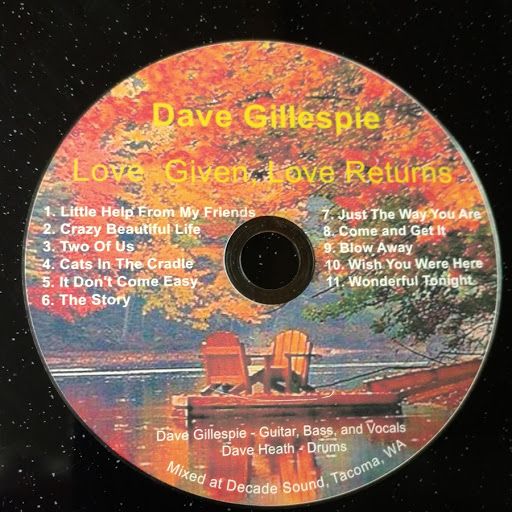 Dave Gillespie
Love Given, Love Returns
1. Little Help From My Friends
2. Crazy Beautiful Life
3. Two Of Us
4. Cats In The Cradle
5. It Don't Come Easy
6. The Story
7. Just The Way You Are
8. Come and Get It
9. Blow Away
10. Wish You Were Here
11. Wonderful Tonight
Dave Gillespie - Guitar, Bass, and Vocals
Dave Heath - Drums
Mixed at Decade Sound, Tacoma, WA